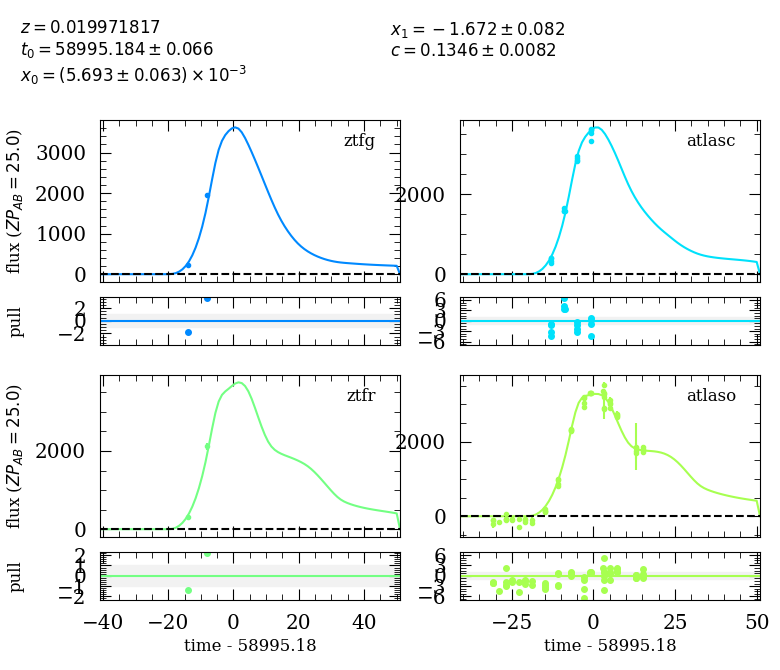 z = 0.019971817
t₀ = 58995.184 ± 0.066
x₀ = (5.693 ± 0.063) × 10⁻³
x₁ = −1.672 ± 0.082
c = 0.1346 ± 0.0082
flux (ZP_AB = 25.0)
3000
2000
1000
0
ztfg
2000
0
atlasc
pull
2
0
−2
6
3
0
−3
−6
flux (ZP_AB = 25.0)
2000
0
ztfr
2000
0
atlaso
pull
2
1
0
−1
−2
6
3
0
−3
−6
−40 −20 0 20 40
−25 0 25 50
time - 58995.18
time - 58995.18